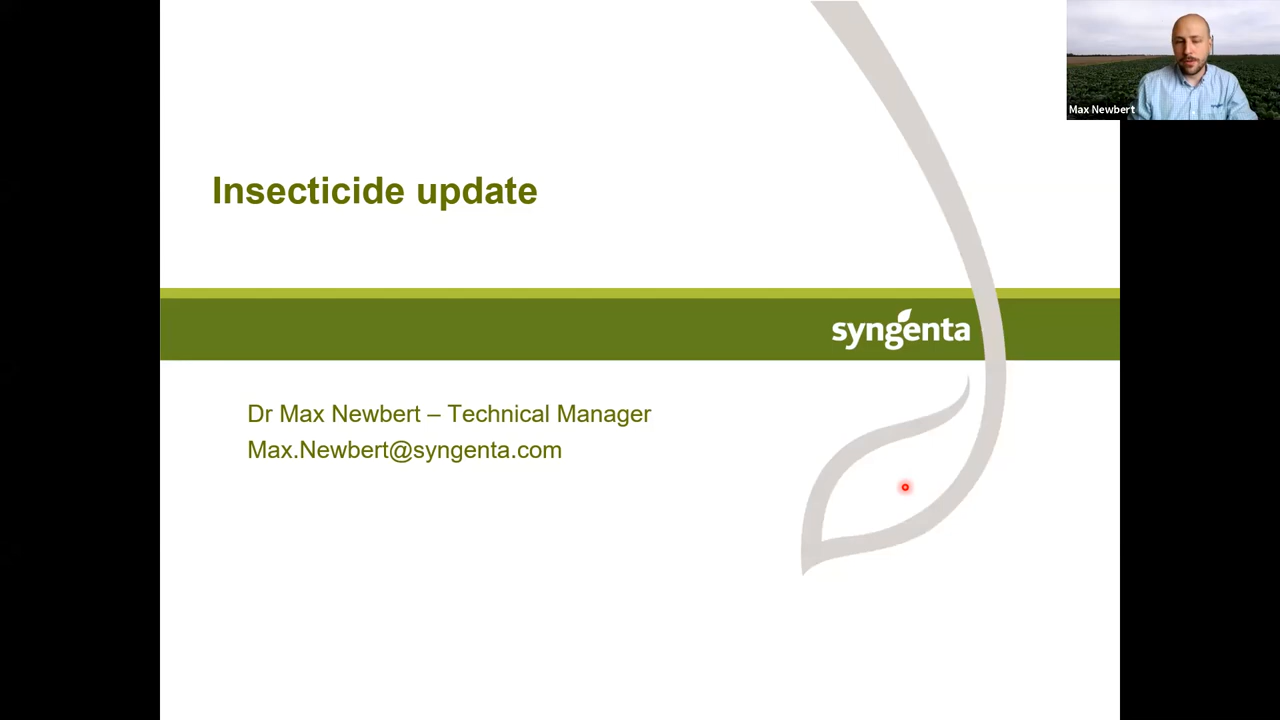 Max Newbert
Insecticide update
syngenta
Dr Max Newbert – Technical Manager
Max.Newbert@syngenta.com